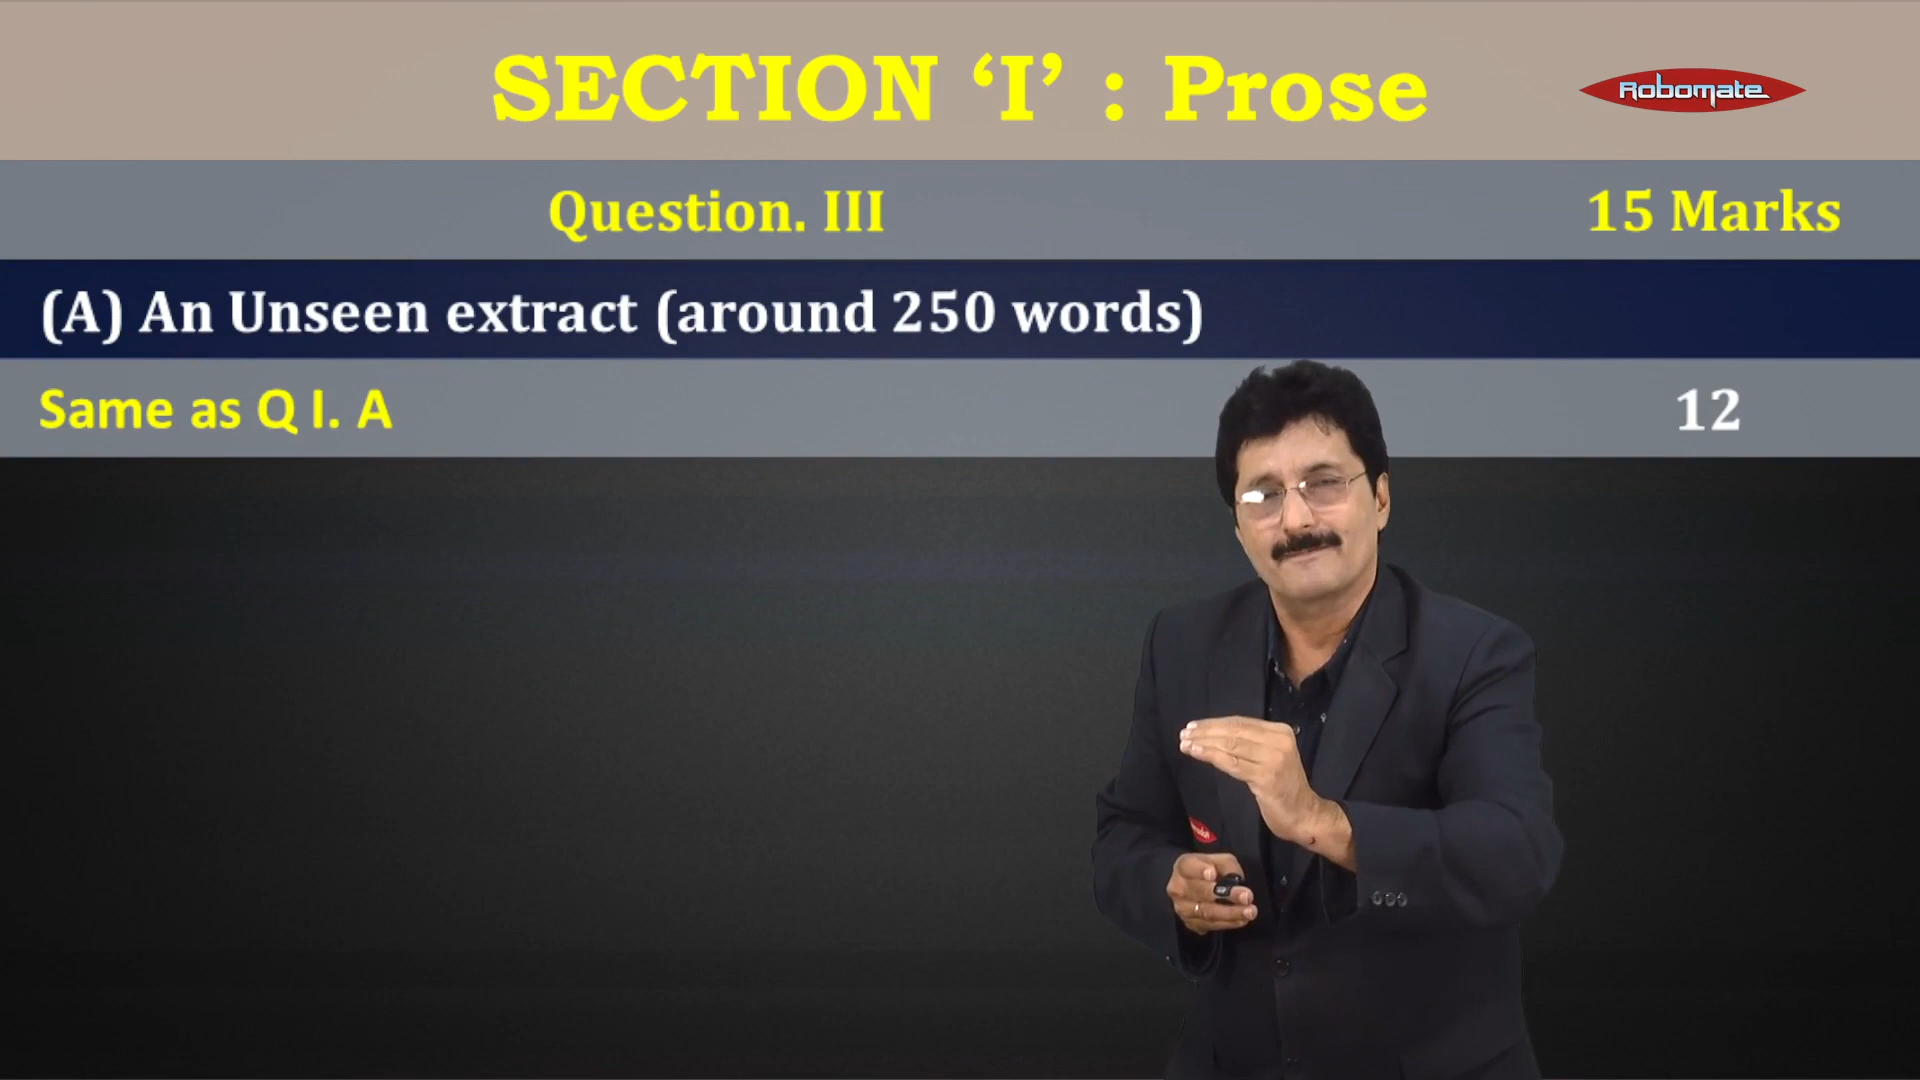 SECTION ‘I’ : Prose
Robomate
Question. III 15 Marks
(A) An Unseen extract (around 250 words)
Same as Q I. A 12